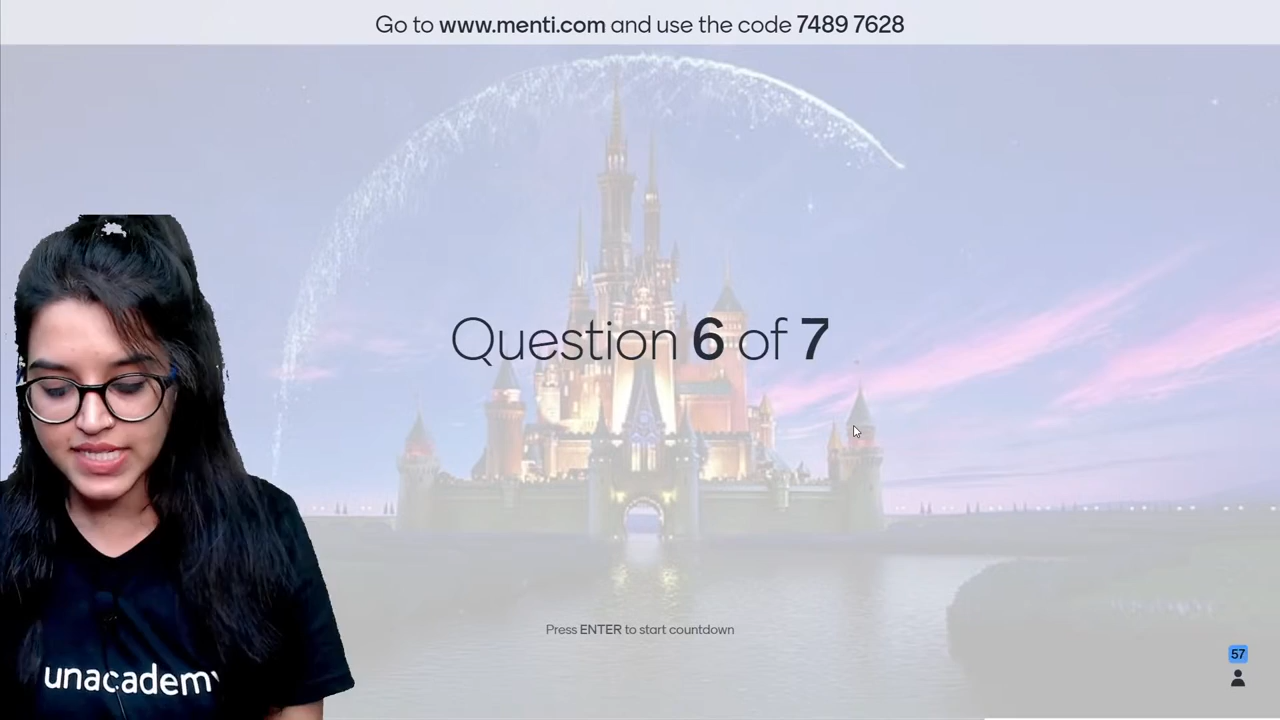 Go to www.menti.com and use the code 7489 7628
Question 6 of 7
Press ENTER to start countdown
57
unacademy